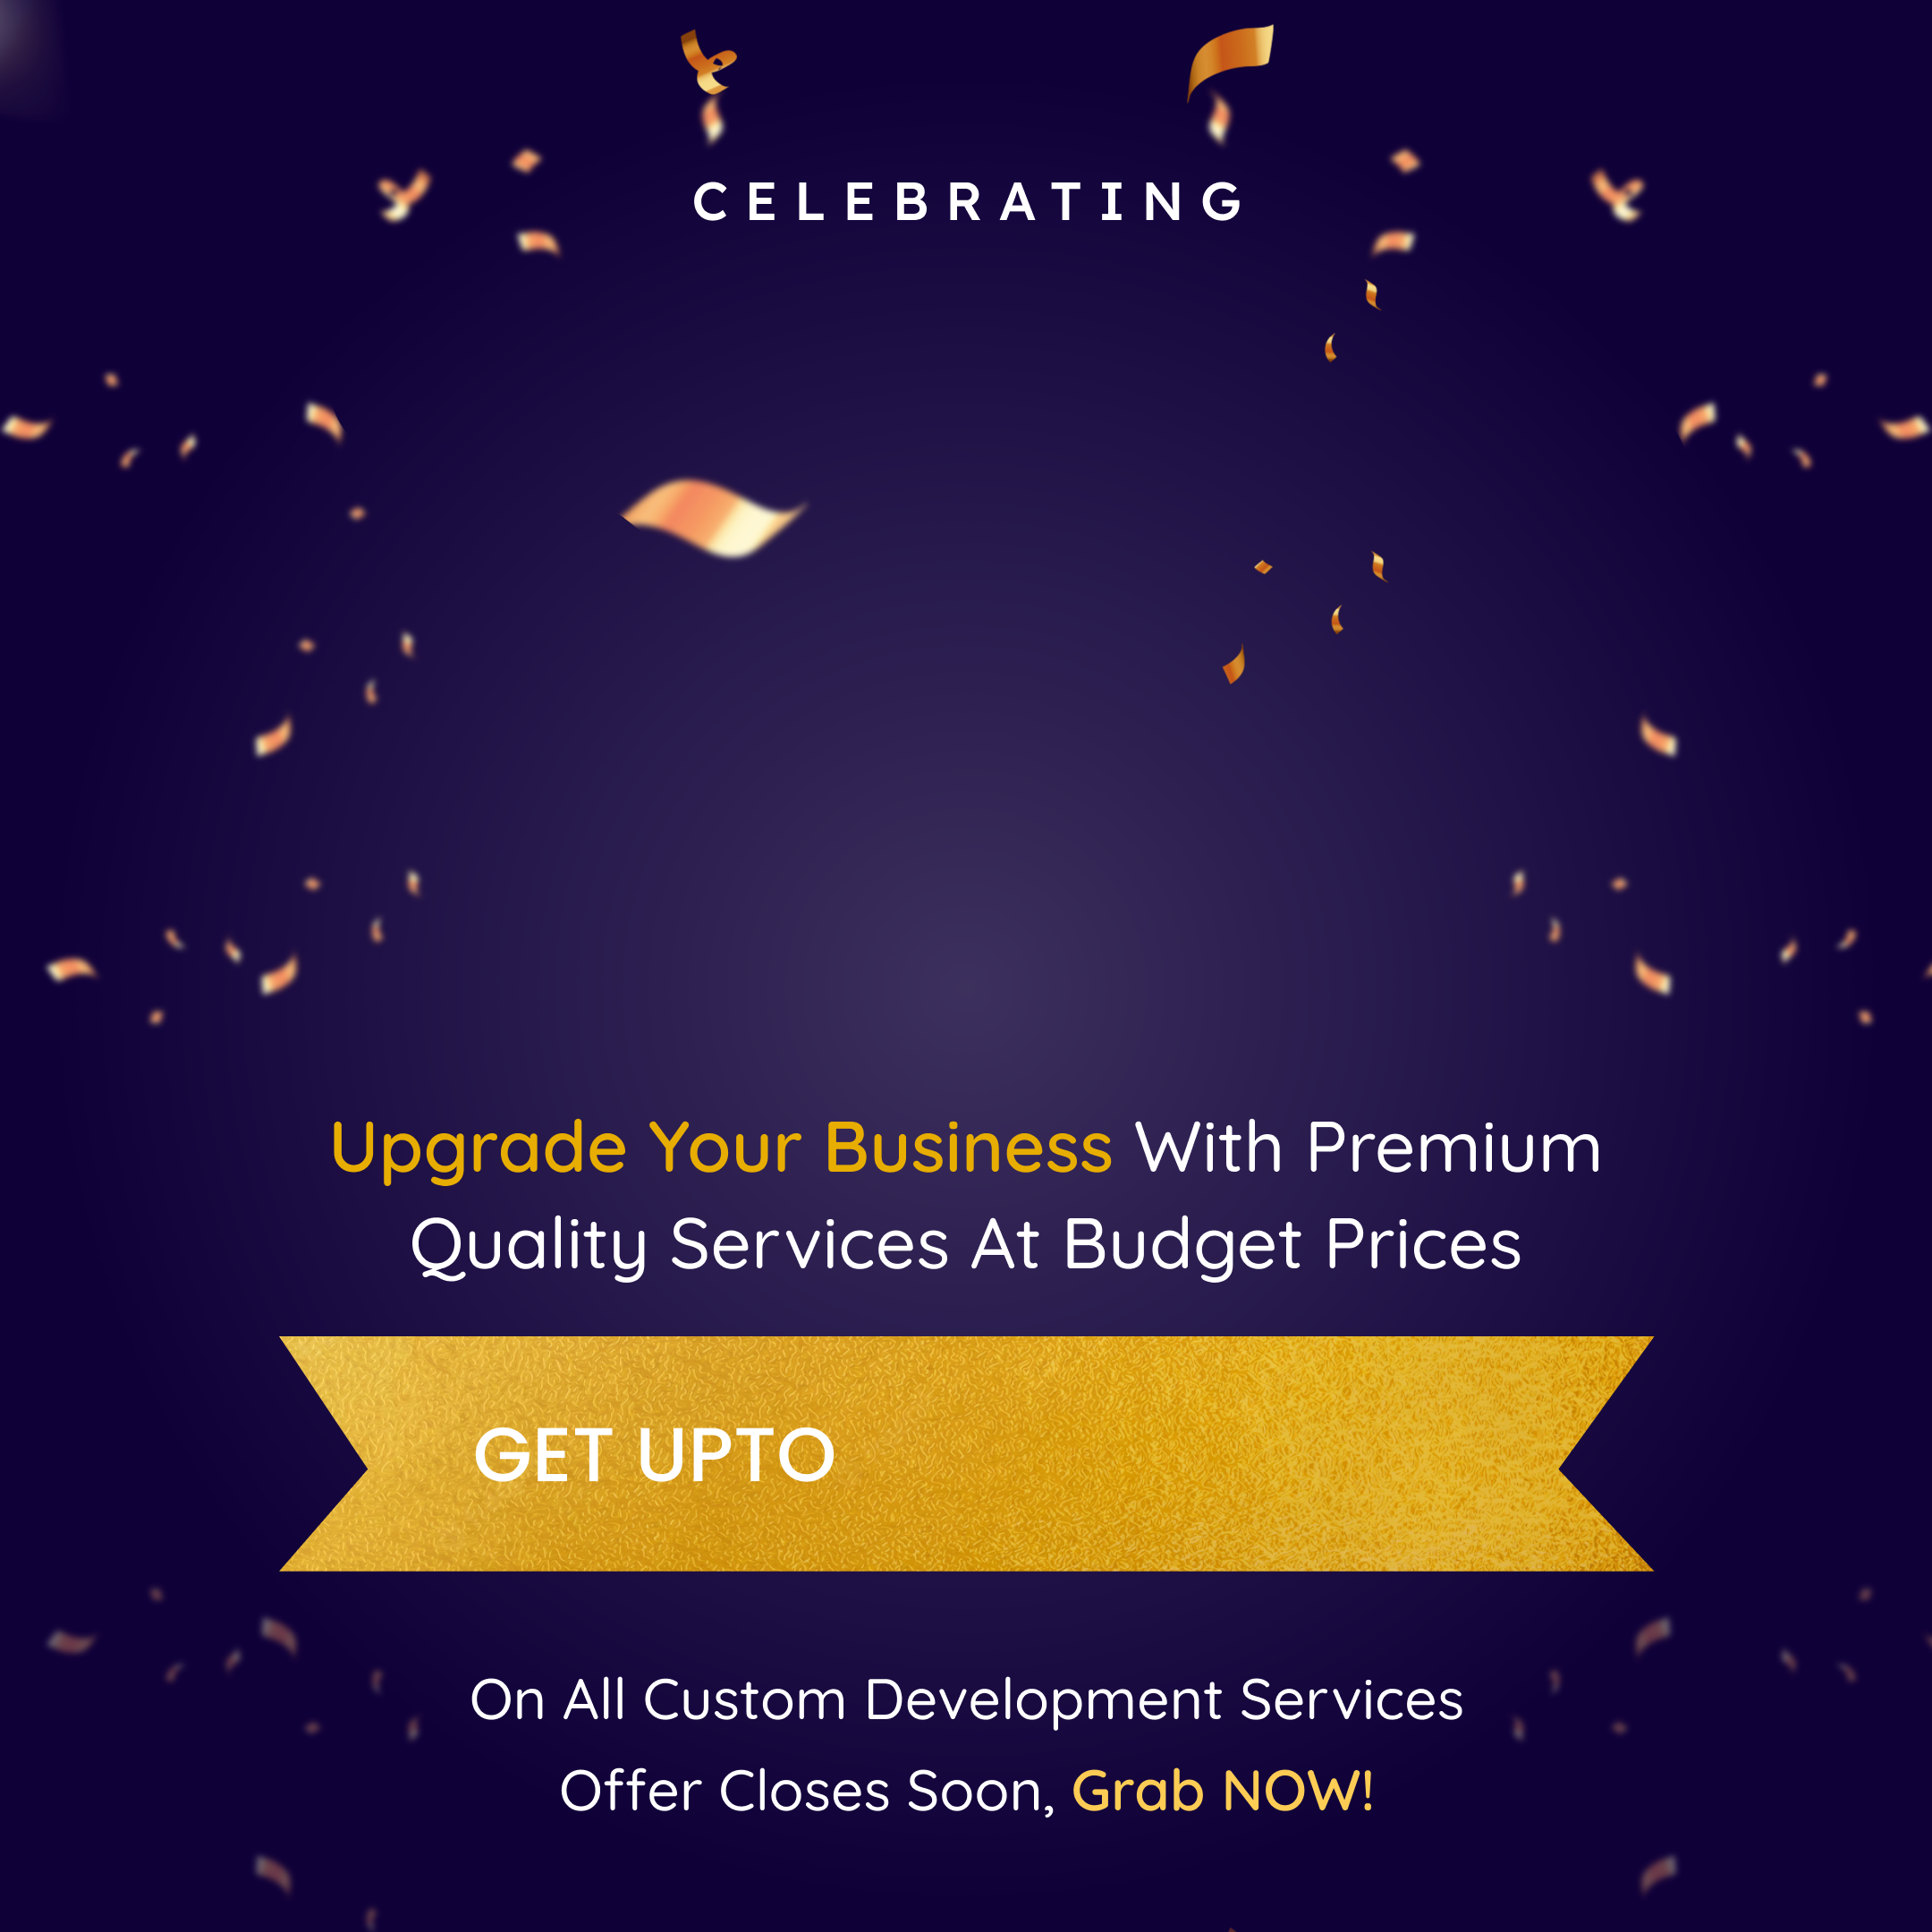 CELEBRATING
Upgrade Your Business With Premium
Quality Services At Budget Prices
GET UPTO
On All Custom Development Services
Offer Closes Soon, Grab NOW!